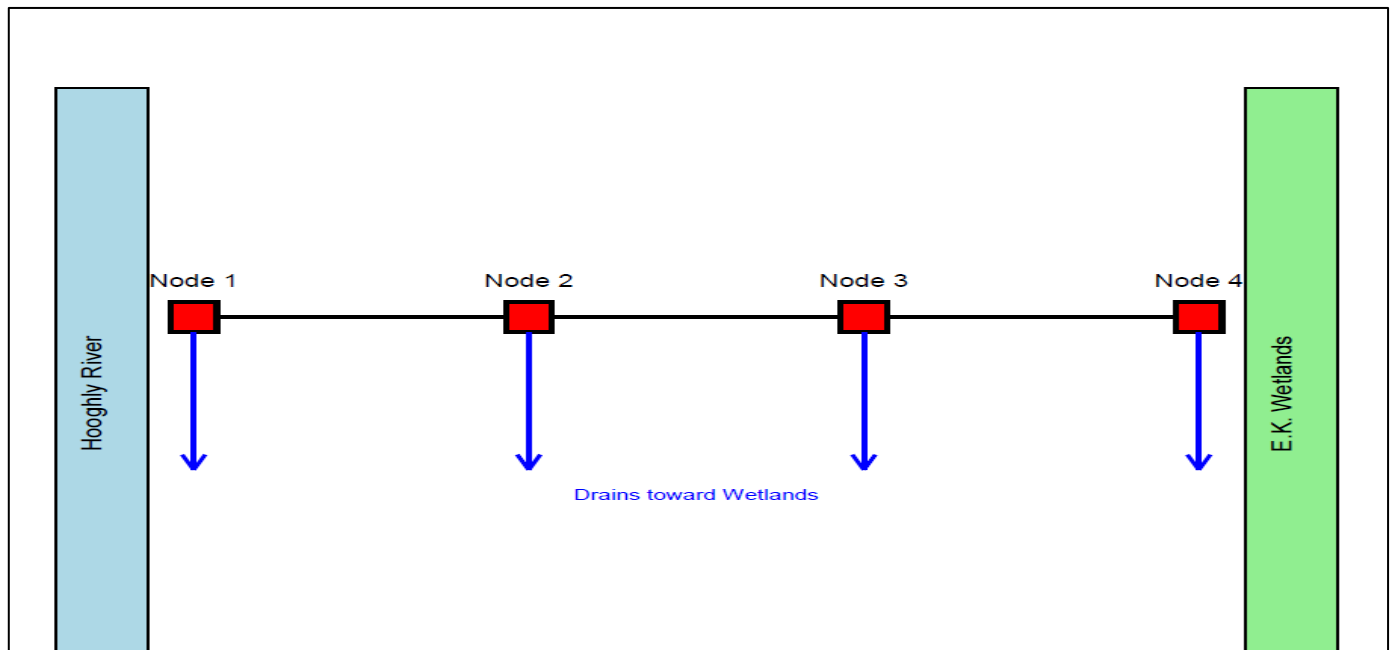 Node 1
Node 2
Node 3
Node 4
Hooghly River
E.K. Wetlands
Drains toward Wetlands